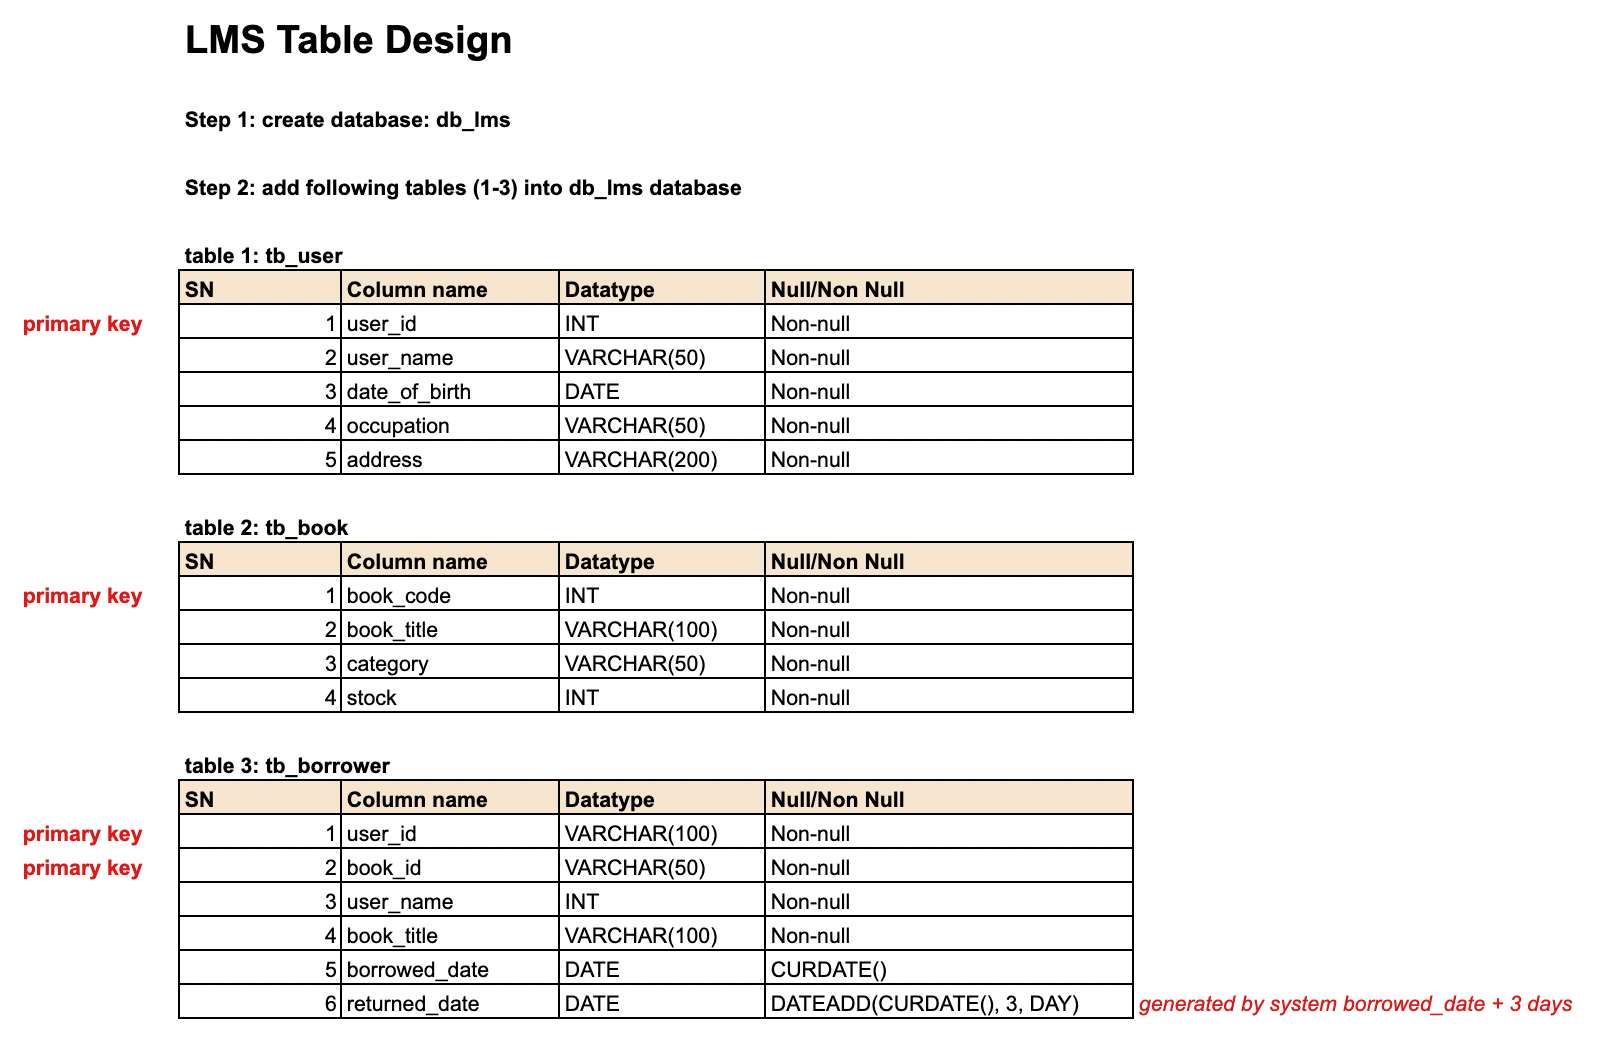 LMS Table Design
Step 1: create database: db_lms
Step 2: add following tables (1-3) into db_lms database
table 1: tb_user
SN Column name Datatype Null/Non Null
primary key 1 user_id INT Non-null
2 user_name VARCHAR(50) Non-null
3 date_of_birth DATE Non-null
4 occupation VARCHAR(50) Non-null
5 address VARCHAR(200) Non-null
table 2: tb_book
SN Column name Datatype Null/Non Null
primary key 1 book_code INT Non-null
2 book_title VARCHAR(100) Non-null
3 category VARCHAR(50) Non-null
4 stock INT Non-null
table 3: tb_borrower
SN Column name Datatype Null/Non Null
primary key 1 user_id VARCHAR(100) Non-null
primary key 2 book_id VARCHAR(50) Non-null
3 user_name INT Non-null
4 book_title VARCHAR(100) Non-null
5 borrowed_date DATE CURDATE()
6 returned_date DATE DATEADD(CURDATE(), 3, DAY) generated by system borrowed_date + 3 days